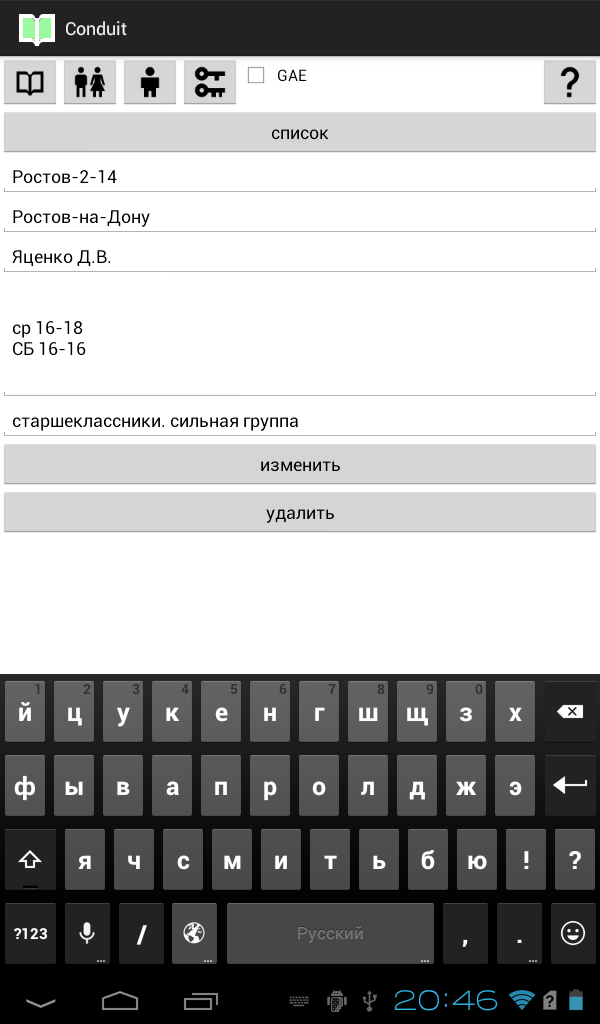 Conduit
GAE
?
список
Ростов-2-14
Ростов-на-Дону
Яценко Д.В.
ср 16-18
СБ 16-16
старшеклассники. сильная группа
изменить
удалить
1 2 3 4 5 6 7 8 9 0
й ц у к е н г ш щ з х
ф ы в а п р о л д ж э
я ч с м и т ь б ю ! ?
?123 / Русский , .
20:46